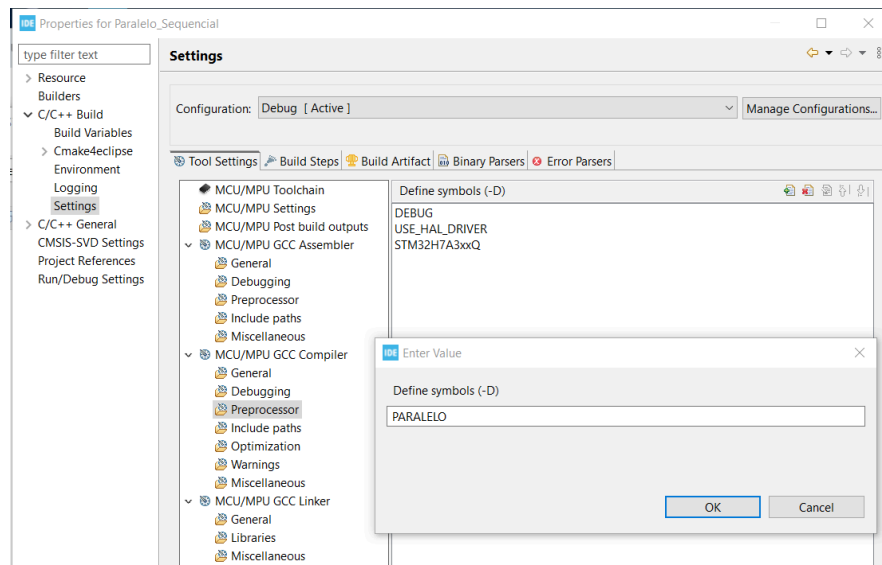 IDE Properties for Paralelo_Sequencial
type filter text
Resource
Builders
C/C++ Build
Build Variables
Cmake4eclipse
Environment
Logging
Settings
C/C++ General
CMSIS-SVD Settings
Project References
Run/Debug Settings
Settings
Configuration: Debug [ Active ] Manage Configurations...
Tool Settings Build Steps Build Artifact Binary Parsers Error Parsers
MCU/MPU Toolchain
MCU/MPU Settings
MCU/MPU Post build outputs
MCU/MPU GCC Assembler
General
Debugging
Preprocessor
Include paths
Miscellaneous
MCU/MPU GCC Compiler
General
Debugging
Preprocessor
Include paths
Optimization
Warnings
Miscellaneous
MCU/MPU GCC Linker
General
Libraries
Miscellaneous
Define symbols (-D)
DEBUG
USE_HAL_DRIVER
STM32H7A3xxQ
IDE Enter Value
Define symbols (-D)
PARALELO
OK Cancel